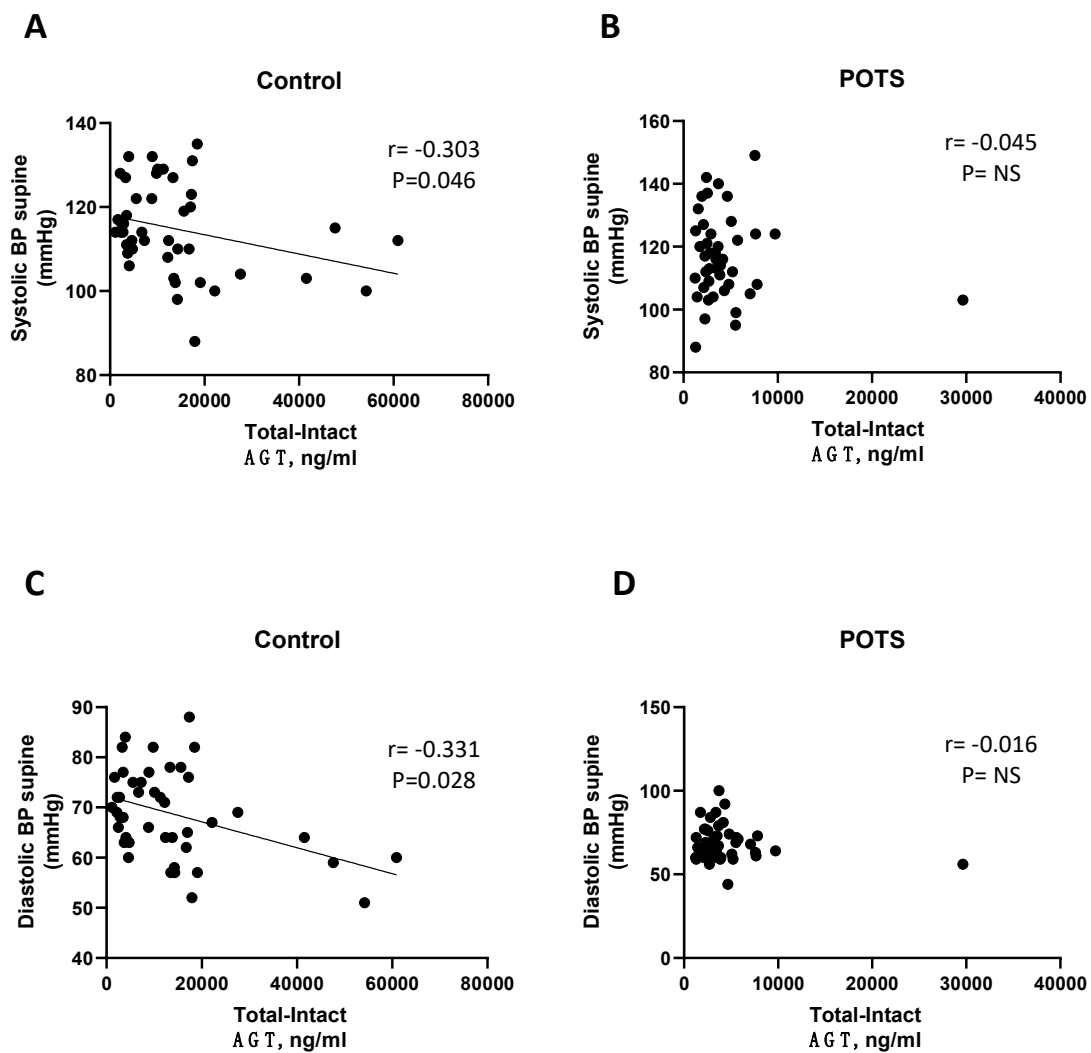 A
Control
Systolic BP supine
(mmHg)
140
120
100
80
r= -0.303
P=0.046
0
20000
40000
60000
80000
Total-Intact
AGT, ng/ml
B
POTS
Systolic BP supine
(mmHg)
160
140
120
100
80
r= -0.045
P= NS
0
10000
20000
30000
40000
Total-Intact
AGT, ng/ml
C
Control
Diastolic BP supine
(mmHg)
90
80
70
60
50
40
r= -0.331
P=0.028
0
20000
40000
60000
80000
Total-Intact
AGT, ng/ml
D
POTS
Diastolic BP supine
(mmHg)
150
100
50
0
r= -0.016
P= NS
0
10000
20000
30000
40000
Total-Intact
AGT, ng/ml